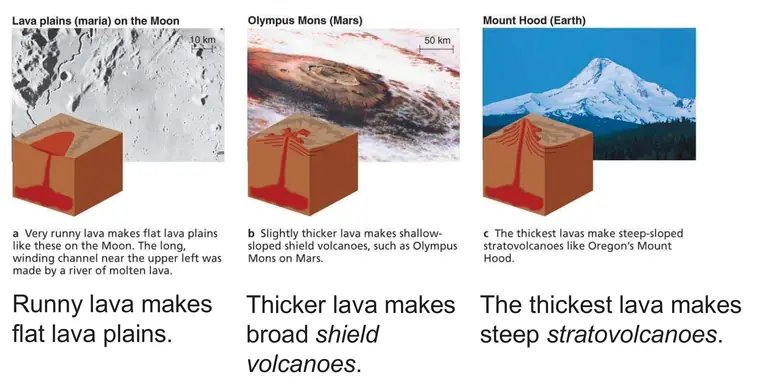 Lava plains (maria) on the Moon
10 km
a Very runny lava makes flat lava plains
like these on the Moon. The long,
winding channel near the upper left was
made by a river of molten lava.
Runny lava makes
flat lava plains.
Olympus Mons (Mars)
50 km
b Slightly thicker lava makes shallow-
sloped shield volcanoes, such as Olympus
Mons on Mars.
Thicker lava makes
broad shield
volcanoes.
Mount Hood (Earth)
c The thickest lavas make steep-sloped
stratovolcanoes like Oregon's Mount
Hood.
The thickest lava makes
steep stratovolcanoes.